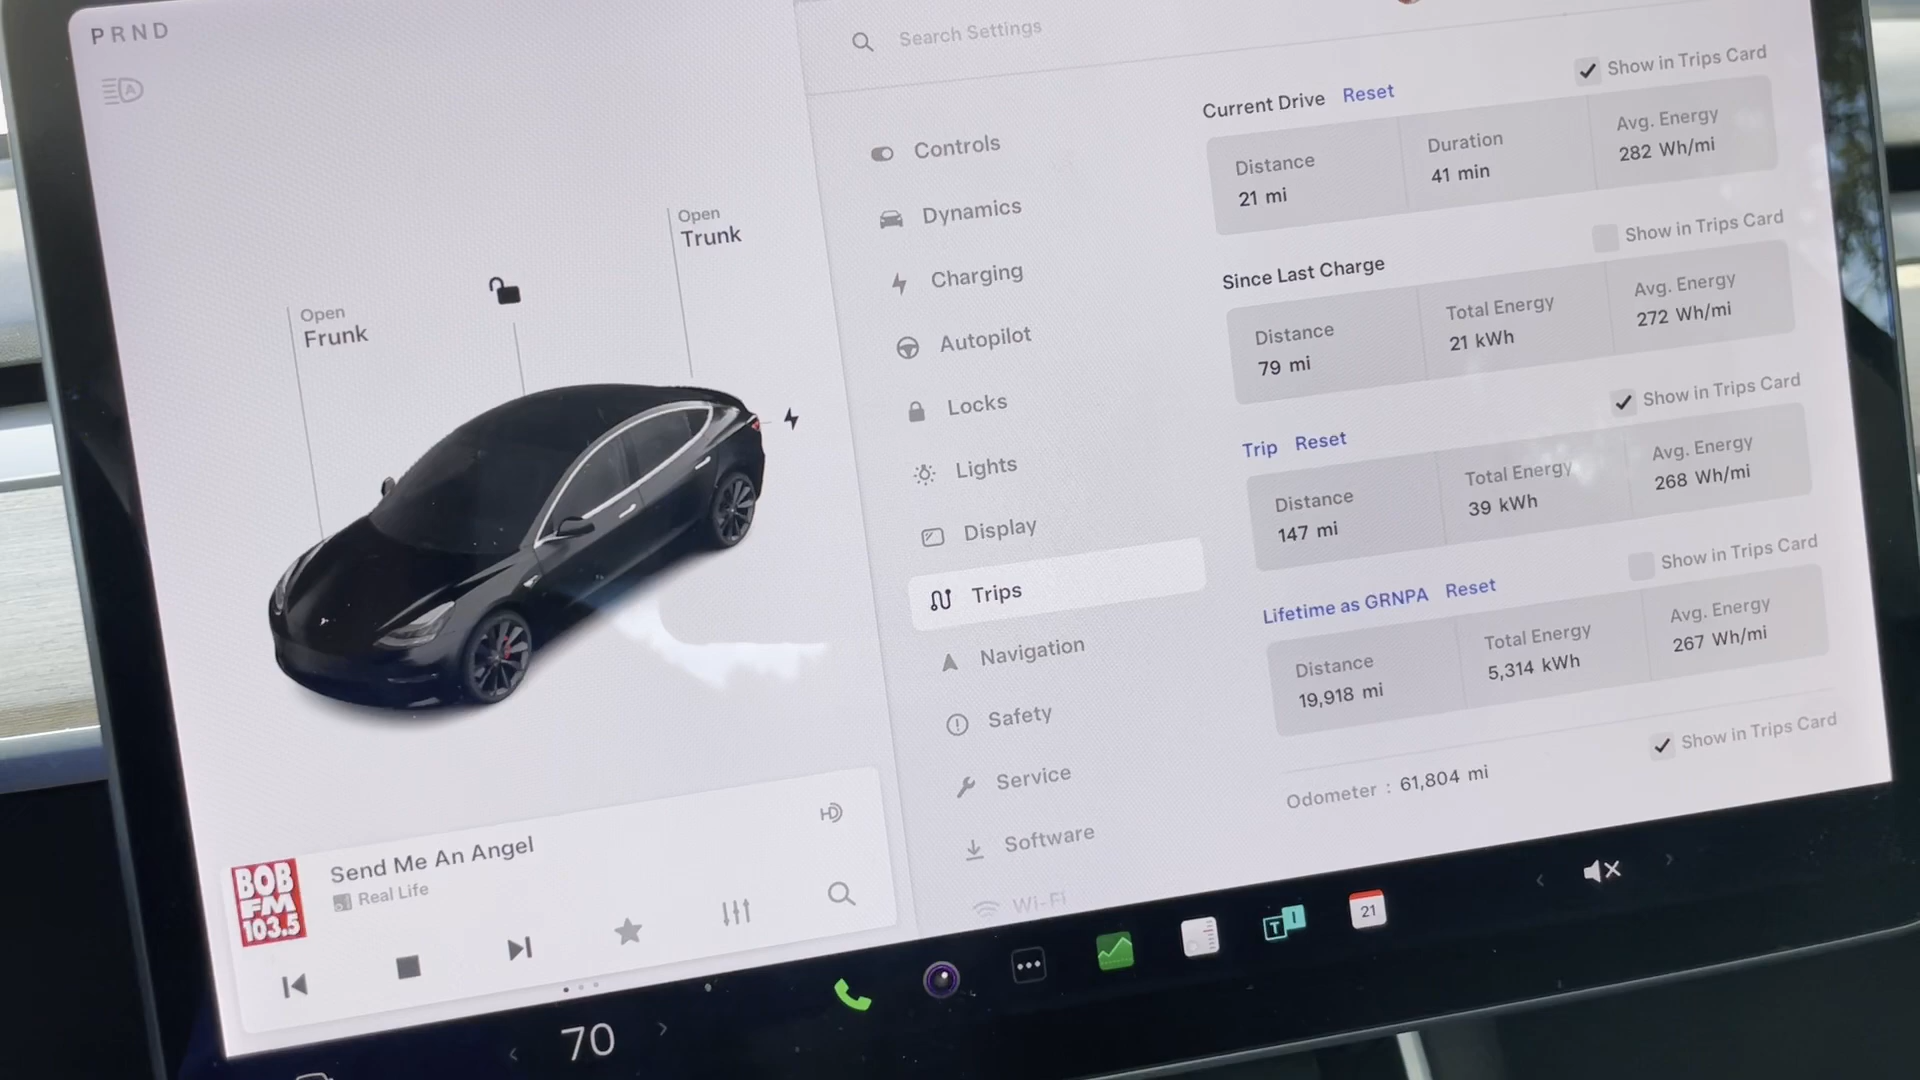 PRND
A
Open
Trunk
Open
Frunk
BOB
FM
103.5
Send Me An Angel
Real Life
HD
70
Search Settings
Controls
Dynamics
Charging
Autopilot
Locks
Lights
Display
Trips
Navigation
Safety
Service
Software
Wi-Fi
Show in Trips Card
Current Drive Reset
Distance
21 mi
Duration
41 min
Avg. Energy
282 Wh/mi
Show in Trips Card
Since Last Charge
Distance
79 mi
Total Energy
21 kWh
Avg. Energy
272 Wh/mi
Show in Trips Card
Trip Reset
Distance
147 mi
Total Energy
39 kWh
Avg. Energy
268 Wh/mi
Show in Trips Card
Lifetime as GRNPA Reset
Distance
19,918 mi
Total Energy
5,314 kWh
Avg. Energy
267 Wh/mi
Show in Trips Card
Odometer : 61,804 mi
T I
21